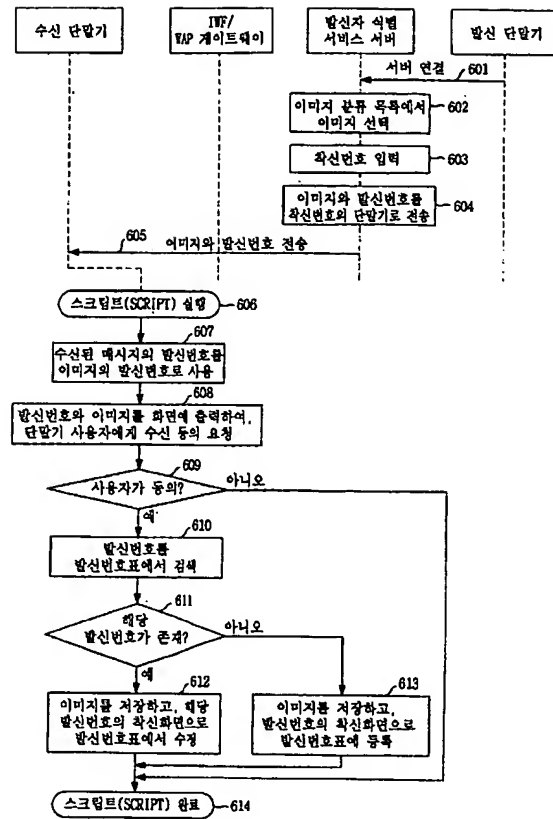 수신 단말기
IWF/
WAP 게이트웨이
발신자 식별
서비스 서버
발신 단말기
서버 연결
601
이미지 분류 목록에서
이미지 선택
602
착신번호 입력
603
이미지와 발신번호를
착신번호의 단말기로 전송
604
605
이미지와 발신번호 전송
스크립트(SCRIPT) 실행
606
607
수신된 메시지의 발신번호를
이미지의 발신번호로 사용
608
발신번호와 이미지를 화면에 출력하여,
단말기 사용자에게 수신 동의 요청
609
사용자가 동의?
아니오
예
610
발신번호를
발신번호표에서 검색
611
해당
발신번호가 존재?
아니오
예
612
이미지를 저장하고, 해당
발신번호의 착신화면으로
발신번호표에서 수정
613
이미지를 저장하고,
발신번호의 착신화면으로
발신번호표에 등록
스크립트(SCRIPT) 완료
614